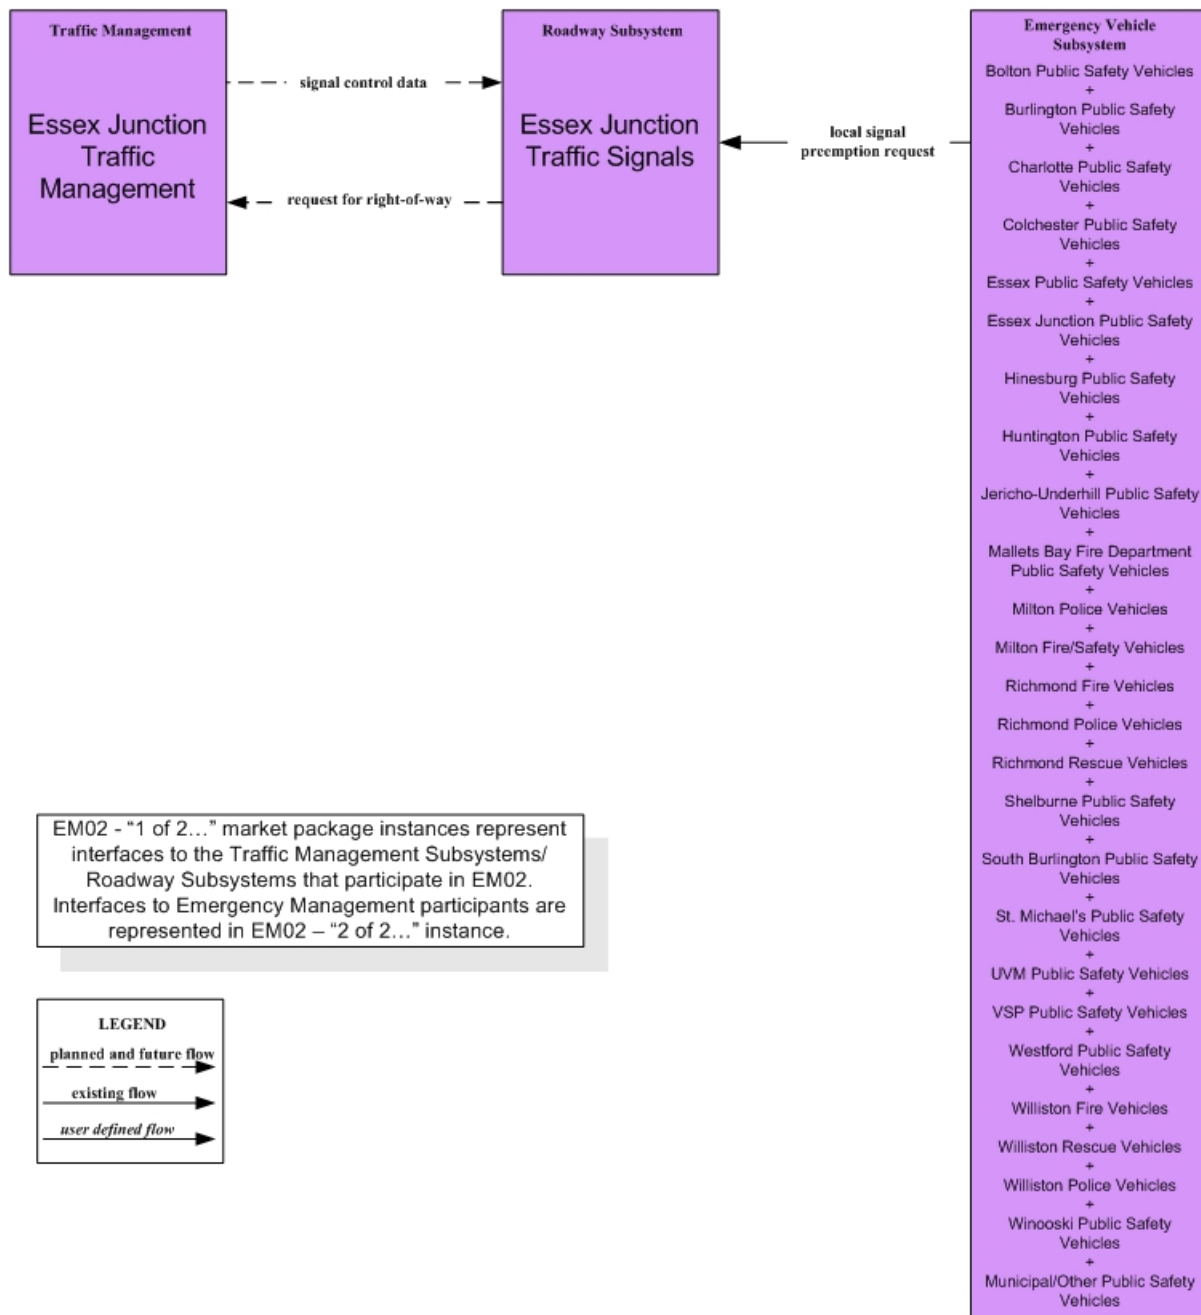 Traffic Management
Essex Junction
Traffic
Management
signal control data
request for right-of-way
Roadway Subsystem
Essex Junction
Traffic Signals
local signal
preemption request
Emergency Vehicle
Subsystem
Bolton Public Safety Vehicles
+
Burlington Public Safety
Vehicles
+
Charlotte Public Safety
Vehicles
+
Colchester Public Safety
Vehicles
+
Essex Public Safety Vehicles
+
Essex Junction Public Safety
Vehicles
+
Hinesburg Public Safety
Vehicles
+
Huntington Public Safety
Vehicles
+
Jericho-Underhill Public Safety
Vehicles
+
Mallets Bay Fire Department
Public Safety Vehicles
+
Milton Police Vehicles
+
Milton Fire/Safety Vehicles
+
Richmond Fire Vehicles
+
Richmond Police Vehicles
+
Richmond Rescue Vehicles
+
Shelburne Public Safety
Vehicles
+
South Burlington Public Safety
Vehicles
+
St. Michael's Public Safety
Vehicles
+
UVM Public Safety Vehicles
+
VSP Public Safety Vehicles
+
Westford Public Safety
Vehicles
+
Williston Fire Vehicles
+
Williston Rescue Vehicles
+
Williston Police Vehicles
+
Winooski Public Safety
Vehicles
+
Municipal/Other Public Safety
Vehicles
EM02 - “1 of 2…” market package instances represent
interfaces to the Traffic Management Subsystems/
Roadway Subsystems that participate in EM02.
Interfaces to Emergency Management participants are
represented in EM02 – “2 of 2…” instance.
LEGEND
planned and future flow
existing flow
user defined flow